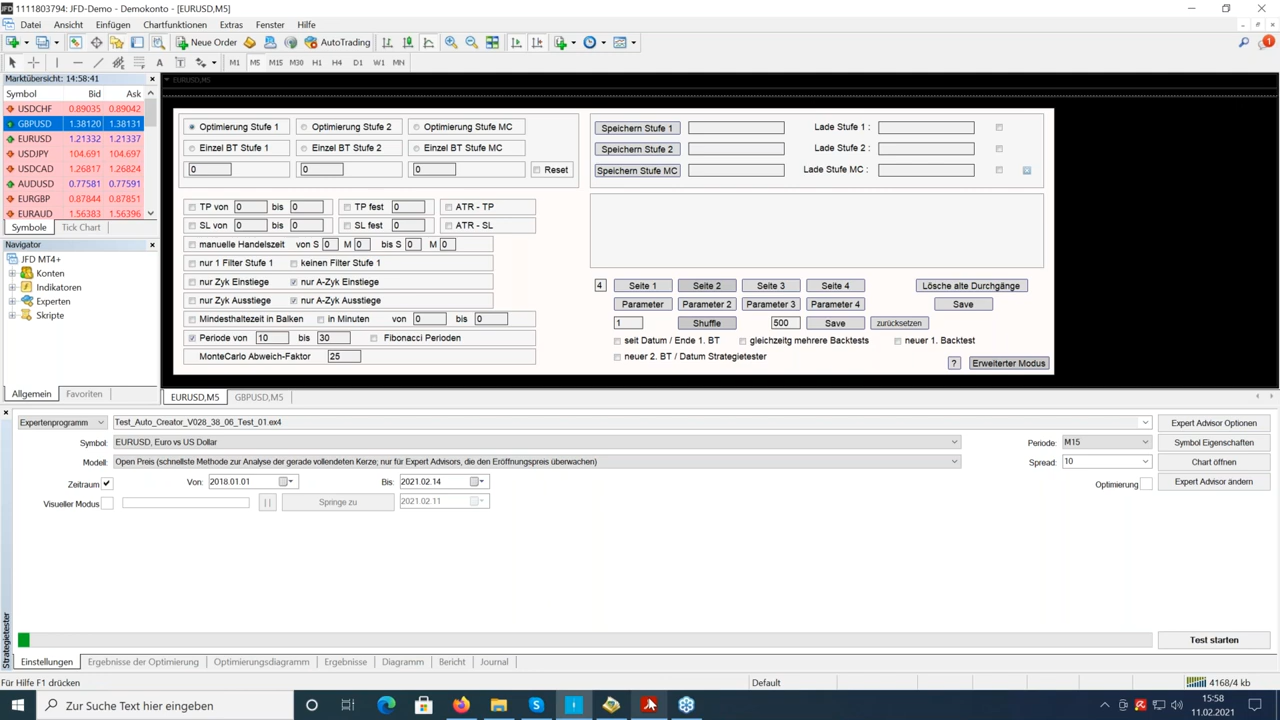 1111803794: JFD-Demo - Demokonto - [EURUSD,M5]
Datei Ansicht Einfügen Chartfunktionen Extras Fenster Hilfe
Neue Order AutoTrading 1
A T M1 M5 M15 M30 H1 H4 D1 W1 MN
Marktübersicht: 14:58:41
Symbol Bid Ask
USDCHF 0.89035 0.89042
GBPUSD 1.38120 1.38131
EURUSD 1.21332 1.21337
USDJPY 104.691 104.697
USDCAD 1.26817 1.26824
AUDUSD 0.77581 0.77591
EURGBP 0.87844 0.87851
EURAUD 1.56383 1.56396
Symbole Tick Chart
Navigator
JFD MT4+
Konten
Indikatoren
Experten
Skripte
Allgemein Favoriten
EURUSD,M5
Optimierung Stufe 1 Optimierung Stufe 2 Optimierung Stufe MC
Einzel BT Stufe 1 Einzel BT Stufe 2 Einzel BT Stufe MC
0 0 0 Reset
TP von 0 bis 0 TP fest 0 ATR - TP
SL von 0 bis 0 SL fest 0 ATR - SL
manuelle Handelszeit von S 0 M 0 bis S 0 M 0
nur 1 Filter Stufe 1 keinen Filter Stufe 1
nur Zyk Einstiege nur A-Zyk Einstiege
nur Zyk Ausstiege nur A-Zyk Ausstiege
Mindesthaltezeit in Balken in Minuten von 0 bis 0
Periode von 10 bis 30 Fibonacci Perioden
MonteCarlo Abweich-Faktor 25
Speichern Stufe 1 Lade Stufe 1 :
Speichern Stufe 2 Lade Stufe 2 :
Speichern Stufe MC Lade Stufe MC :
4 Seite 1 Seite 2 Seite 3 Seite 4 Lösche alte Durchgänge
Parameter Parameter 2 Parameter 3 Parameter 4 Save
1 Shuffle 500 Save zurücksetzen
seit Datum / Ende 1. BT gleichzeitg mehrere Backtests neuer 1. Backtest
neuer 2. BT / Datum Strategietester
? Erweiterter Modus
EURUSD,M5 GBPUSD,M5
Strategietester
Expertenprogramm Test_Auto_Creator_V028_38_06_Test_01.ex4 Expert Advisor Optionen
Symbol: EURUSD, Euro vs US Dollar Periode: M15 Symbol Eigenschaften
Modell: Open Preis (schnellste Methode zur Analyse der gerade vollendeten Kerze; nur für Expert Advisors, die den Eröffnungspreis überwachen) Spread: 10 Chart öffnen
Zeitraum Von: 2018.01.01 Bis: 2021.02.14 Optimierung Expert Advisor ändern
Visueller Modus Springe zu 2021.02.11
Test starten
Einstellungen Ergebnisse der Optimierung Optimierungsdiagramm Ergebnisse Diagramm Bericht Journal
Für Hilfe F1 drücken Default 4168/4 kb
Zur Suche Text hier eingeben 15:58
11.02.2021